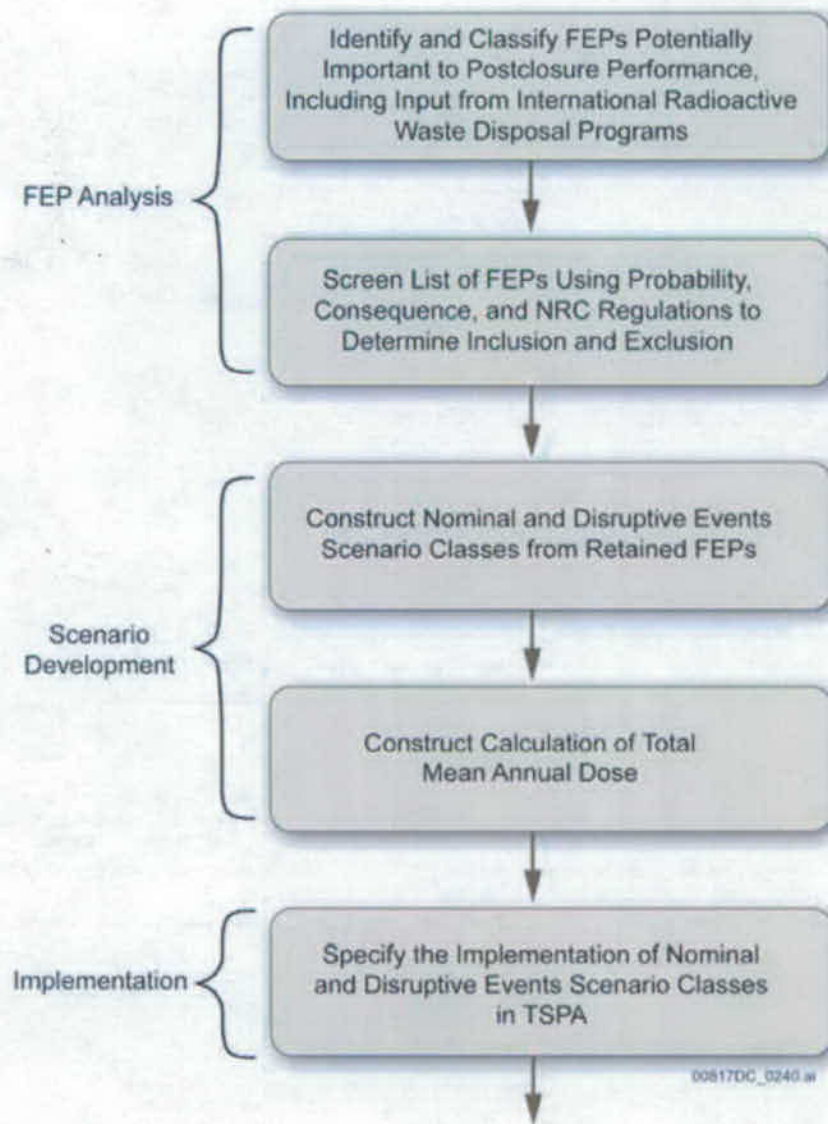 Identify and Classify FEPs Potentially
Important to Postclosure Performance,
Including Input from International Radioactive
Waste Disposal Programs
FEP Analysis
Screen List of FEPs Using Probability,
Consequence, and NRC Regulations to
Determine Inclusion and Exclusion
Construct Nominal and Disruptive Events
Scenario Classes from Retained FEPs
Scenario
Development
Construct Calculation of Total
Mean Annual Dose
Implementation
Specify the Implementation of Nominal
and Disruptive Events Scenario Classes
in TSPA
00817DC_0240.ai